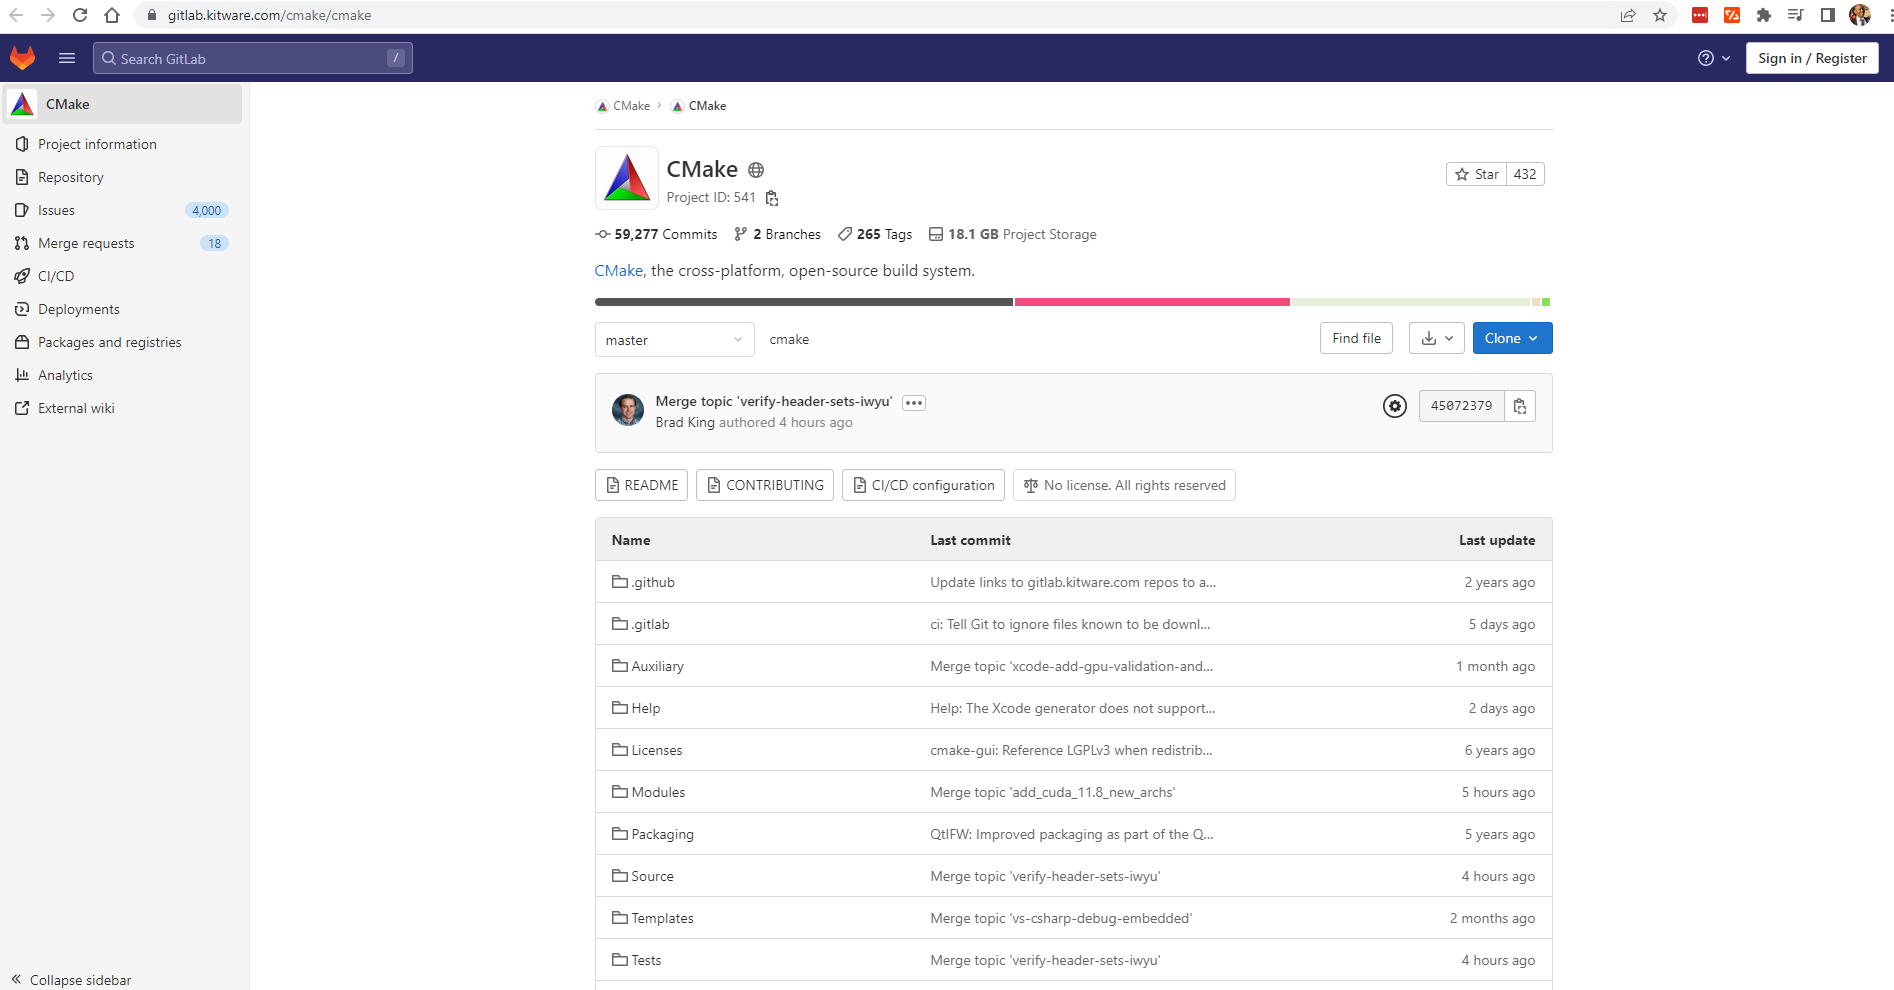 gitlab.kitware.com/cmake/cmake
Search GitLab /
Sign in / Register
CMake
Project information
Repository
Issues 4,000
Merge requests 18
CI/CD
Deployments
Packages and registries
Analytics
External wiki
Collapse sidebar
CMake › CMake
CMake
Project ID: 541
Star 432
59,277 Commits 2 Branches 265 Tags 18.1 GB Project Storage
CMake, the cross-platform, open-source build system.
master cmake Find file Clone
Merge topic 'verify-header-sets-iwyu'
Brad King authored 4 hours ago
45072379
README CONTRIBUTING CI/CD configuration No license. All rights reserved
Name Last commit Last update
.github Update links to gitlab.kitware.com repos to a... 2 years ago
.gitlab ci: Tell Git to ignore files known to be downl... 5 days ago
Auxiliary Merge topic 'xcode-add-gpu-validation-and... 1 month ago
Help Help: The Xcode generator does not support... 2 days ago
Licenses cmake-gui: Reference LGPLv3 when redistrib... 6 years ago
Modules Merge topic 'add_cuda_11.8_new_archs' 5 hours ago
Packaging QtIFW: Improved packaging as part of the Q... 5 years ago
Source Merge topic 'verify-header-sets-iwyu' 4 hours ago
Templates Merge topic 'vs-csharp-debug-embedded' 2 months ago
Tests Merge topic 'verify-header-sets-iwyu' 4 hours ago